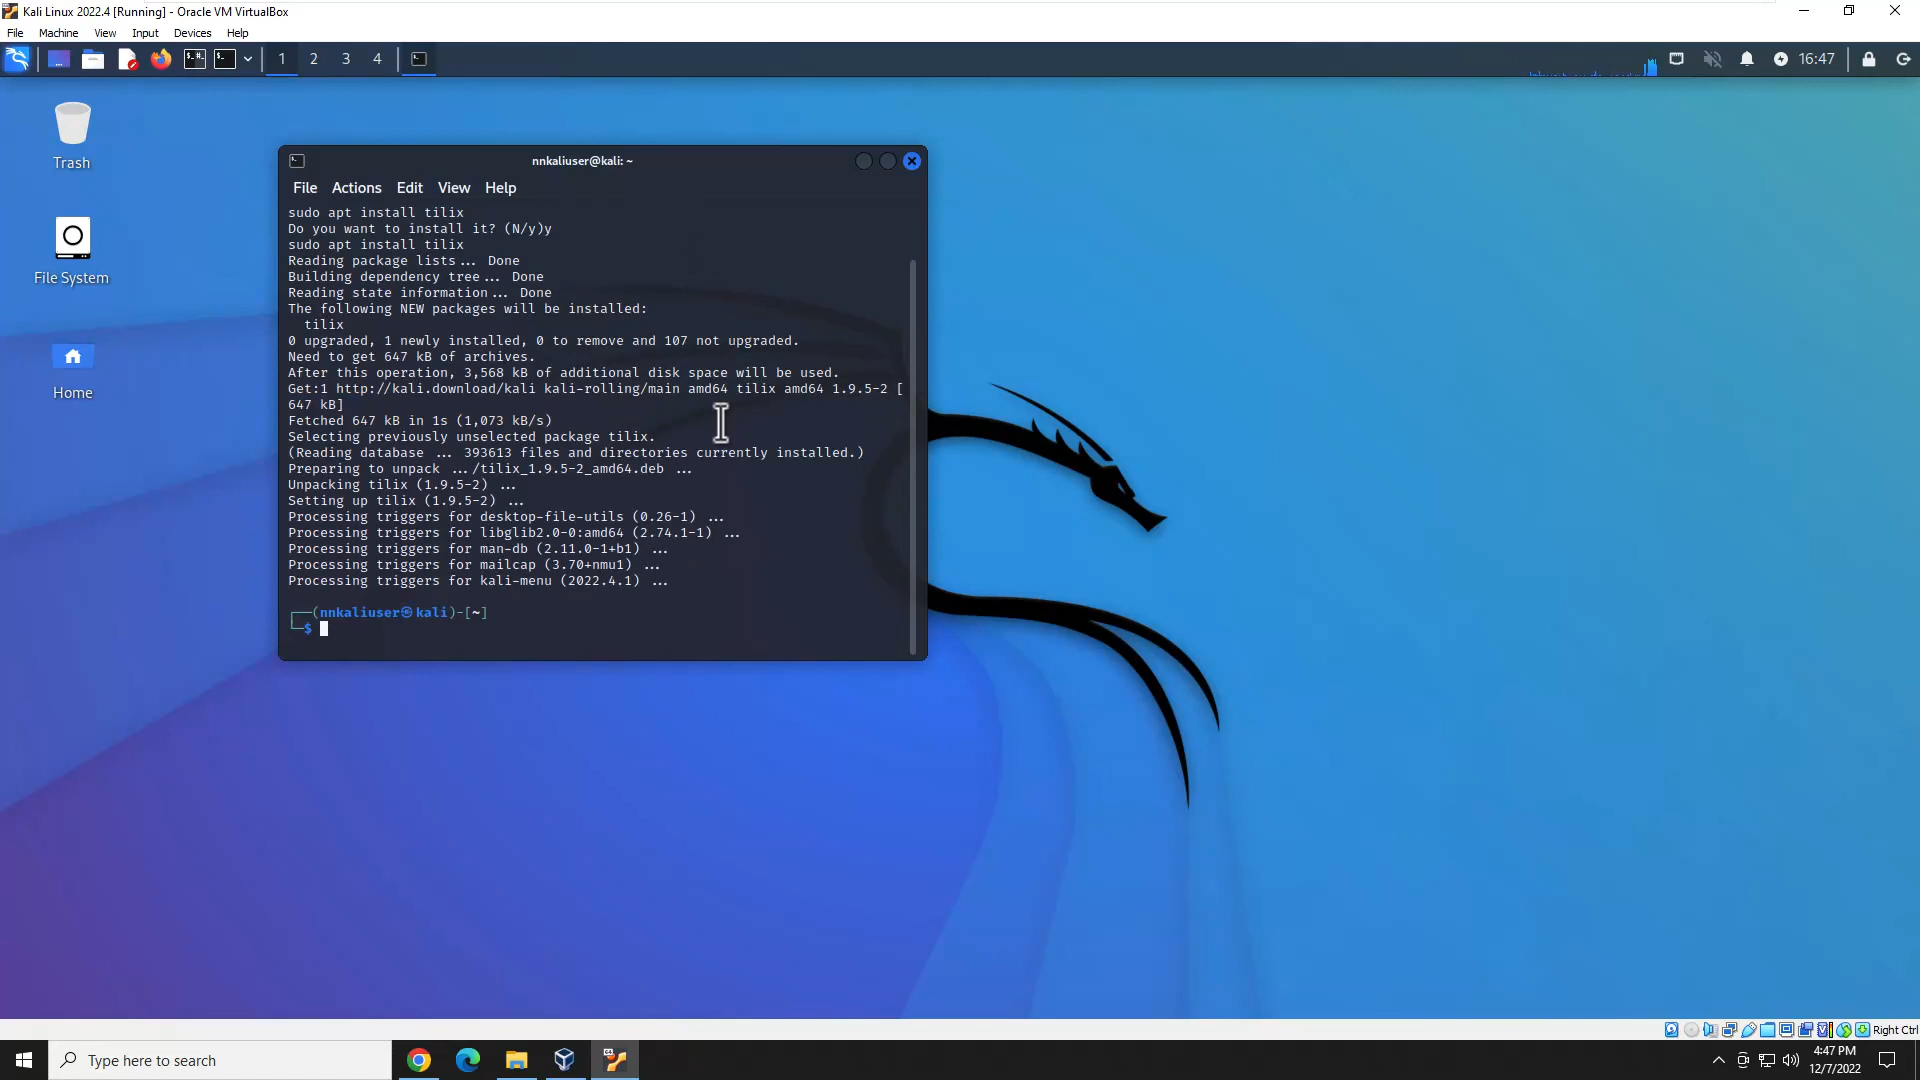 Kali Linux 2022.4 [Running] - Oracle VM VirtualBox
File Machine View Input Devices Help
1 2 3 4
16:47
Trash
File System
Home
nnkaliuser@kali: ~
File Actions Edit View Help
sudo apt install tilix
Do you want to install it? (N/y)y
sudo apt install tilix
Reading package lists... Done
Building dependency tree... Done
Reading state information... Done
The following NEW packages will be installed:
  tilix
0 upgraded, 1 newly installed, 0 to remove and 107 not upgraded.
Need to get 647 kB of archives.
After this operation, 3,568 kB of additional disk space will be used.
Get:1 http://kali.download/kali kali-rolling/main amd64 tilix amd64 1.9.5-2 [
647 kB]
Fetched 647 kB in 1s (1,073 kB/s)
Selecting previously unselected package tilix.
(Reading database ... 393613 files and directories currently installed.)
Preparing to unpack .../tilix_1.9.5-2_amd64.deb ...
Unpacking tilix (1.9.5-2) ...
Setting up tilix (1.9.5-2) ...
Processing triggers for desktop-file-utils (0.26-1) ...
Processing triggers for libglib2.0-0:amd64 (2.74.1-1) ...
Processing triggers for man-db (2.11.0-1+b1) ...
Processing triggers for mailcap (3.70+nmu1) ...
Processing triggers for kali-menu (2022.4.1) ...
┌──(nnkaliuser㉿kali)-[~]
└─$
Right Ctrl
Type here to search
4:47 PM
12/7/2022